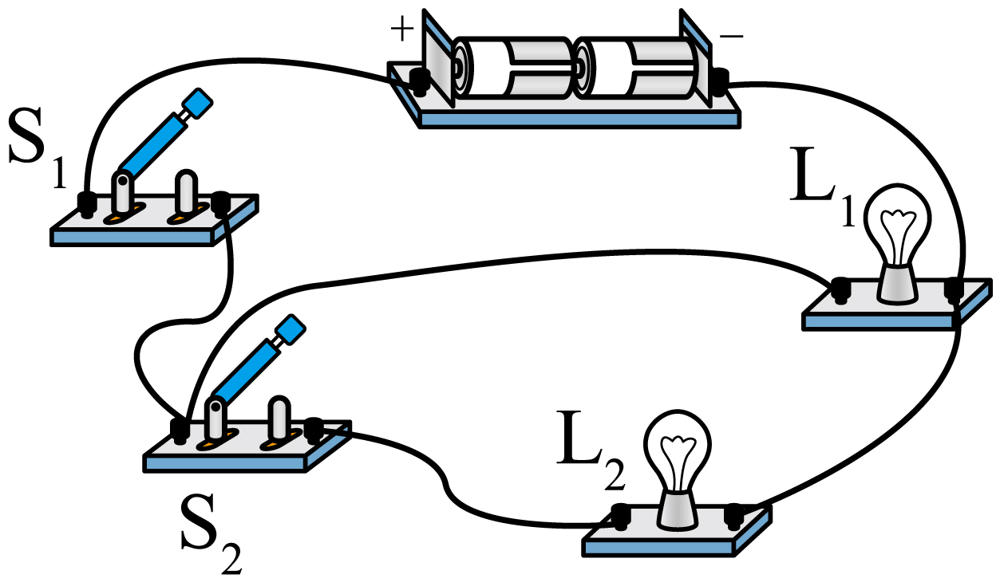 + −
S₁
L₁
L₂
S₂